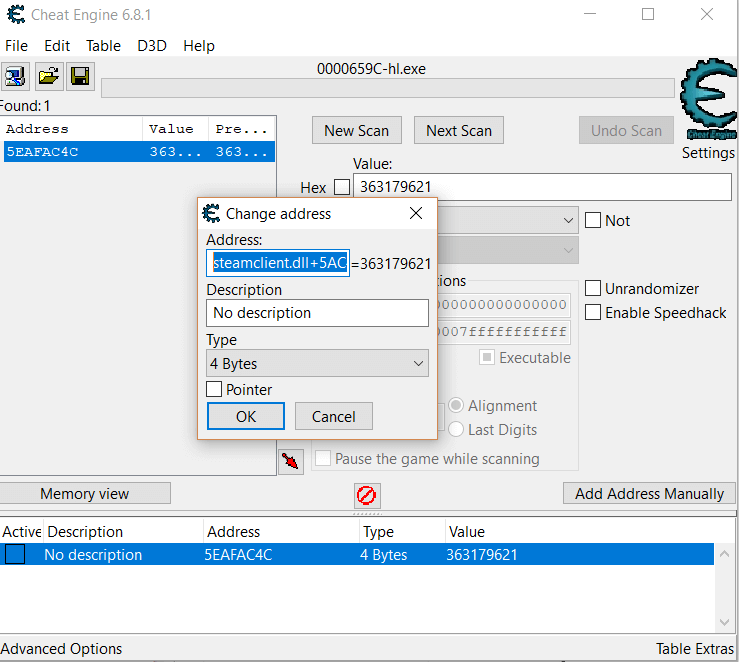 Cheat Engine 6.8.1
File Edit Table D3D Help
0000659C-hl.exe
Found: 1
Address Value Pre...
5EAFAC4C 363... 363...
New Scan Next Scan Undo Scan
Cheat Engine
Settings
Value:
Hex 363179621
Not
Change address
Address:
steamclient.dll+5AC =363179621
Description
No description
Type
4 Bytes
Pointer
OK Cancel
ions
000000000000000
0007fffffffffff
Executable
Unrandomizer
Enable Speedhack
Alignment
Last Digits
Pause the game while scanning
Memory view Add Address Manually
Active Description Address Type Value
No description 5EAFAC4C 4 Bytes 363179621
Advanced Options Table Extras